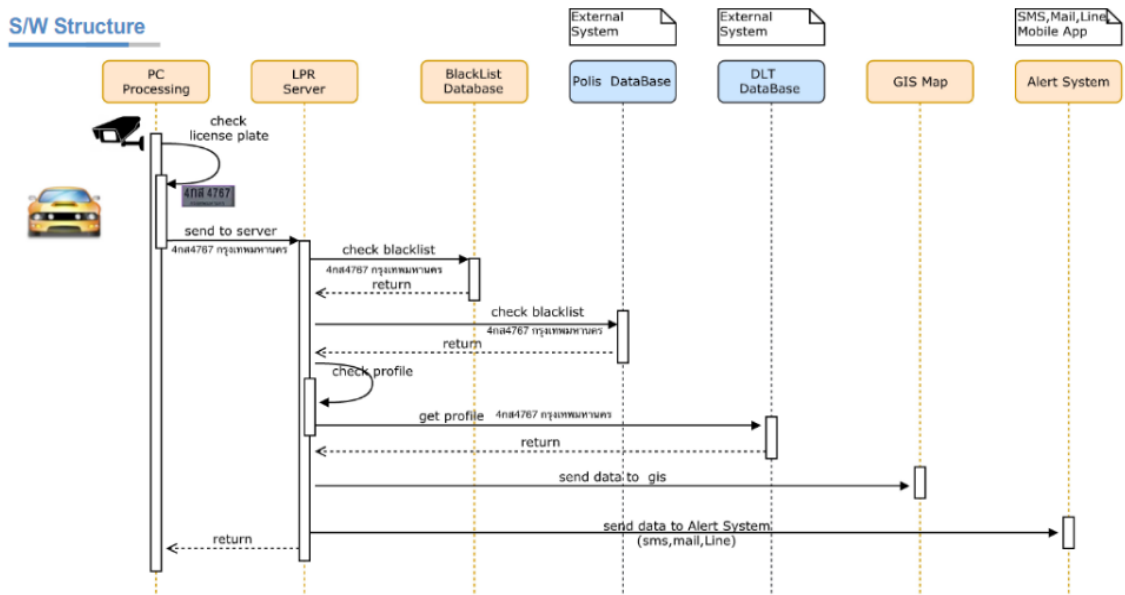 S/W Structure
External
System
External
System
SMS,Mail,Line
Mobile App
PC
Processing
LPR
Server
BlackList
Database
Polis DataBase
DLT
DataBase
GIS Map
Alert System
check
license plate
4กส 4767
send to server
4กส4767 กรุงเทพมหานคร
check blacklist
4กส4767 กรุงเทพมหานคร
return
check blacklist
4กส4767 กรุงเทพมหานคร
return
check profile
get profile 4กส4767 กรุงเทพมหานคร
return
send data to gis
send data to Alert System
(sms,mail,Line)
return